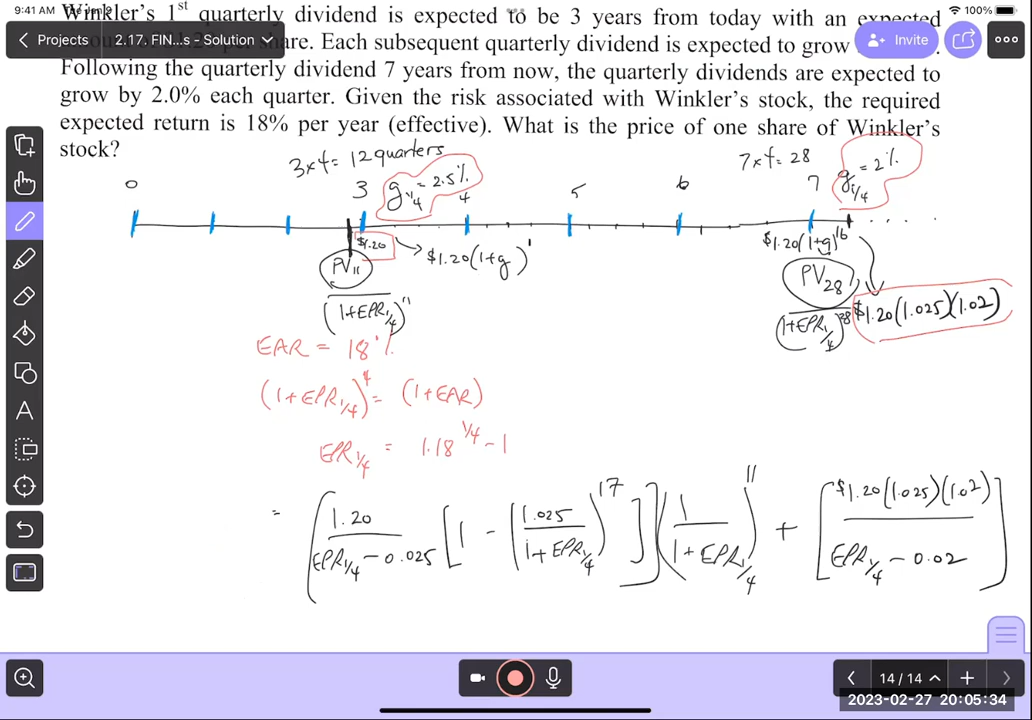 9:41 AM Tue Jan 9
100%
Winkler's 1st quarterly dividend is expected to be 3 years from today with an expected
Projects
2.17. FIN...s - Solution
share. Each subsequent quarterly dividend is expected to grow
Invite
Following the quarterly dividend 7 years from now, the quarterly dividends are expected to
grow by 2.0% each quarter. Given the risk associated with Winkler's stock, the required
expected return is 18% per year (effective). What is the price of one share of Winkler's
stock?
3x4= 12 quarters
7x4= 28
0 3 g1/4 = 2.5% 4 5 6 7 g1/4 = 2%
$1.20 $1.20(1+g)^1 $1.20(1+g)^16
PV11 PV28
(1+EPR1/4)^11 (1+EPR1/4)^28 $1.20(1.025)(1.02)
EAR = 18%
(1+EPR1/4)^4 = (1+EAR)
EPR1/4 = 1.18^1/4 - 1
= (1.20 / EPR1/4 - 0.025 [1 - (1.025 / 1+EPR1/4)^17]] (1 / 1+EPR1/4)^11 + [$1.20(1.025)(1.02) / EPR1/4 - 0.02]
14 / 14
2023-02-27 20:05:34